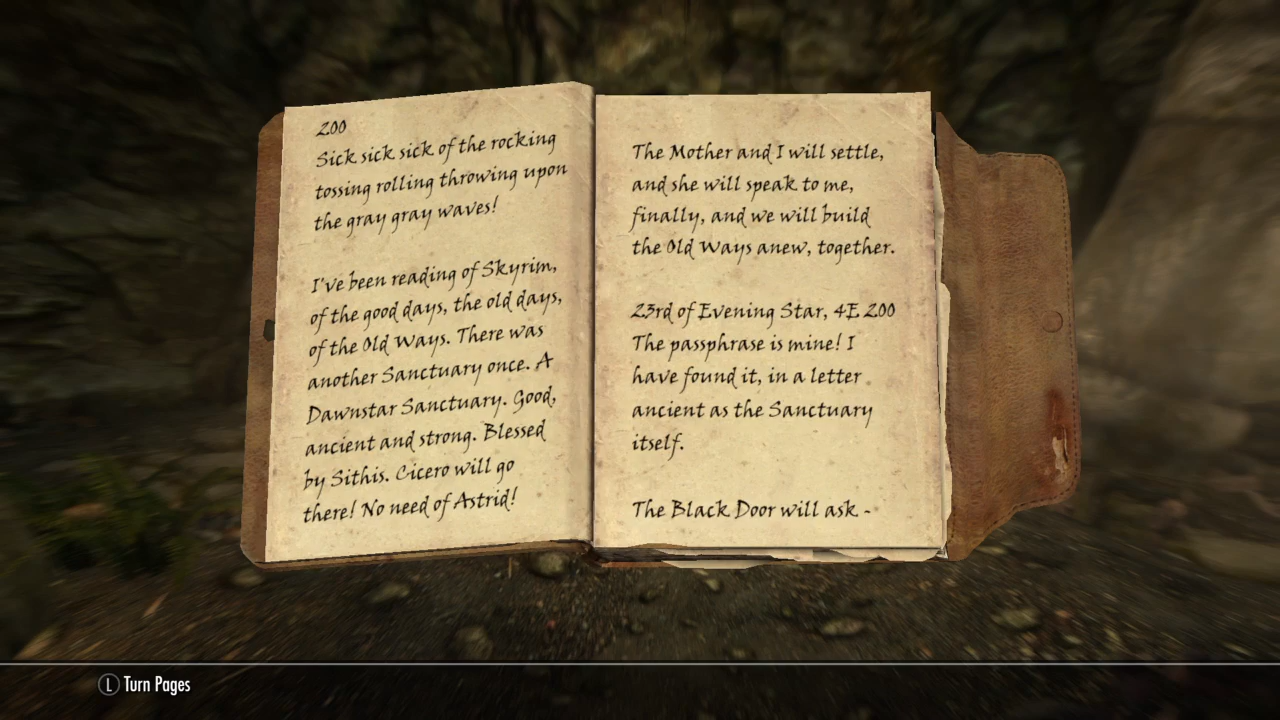 200
Sick sick sick of the rocking
tossing rolling throwing upon
the gray gray waves!
I've been reading of Skyrim,
of the good days, the old days,
of the Old Ways. There was
another Sanctuary once. A
Dawnstar Sanctuary. Good,
ancient and strong. Blessed
by Sithis. Cicero will go
there! No need of Astrid!
The Mother and I will settle,
and she will speak to me,
finally, and we will build
the Old Ways anew, together.
23rd of Evening Star, 4E 200
The passphrase is mine! I
have found it, in a letter
ancient as the Sanctuary
itself.
The Black Door will ask -
L Turn Pages